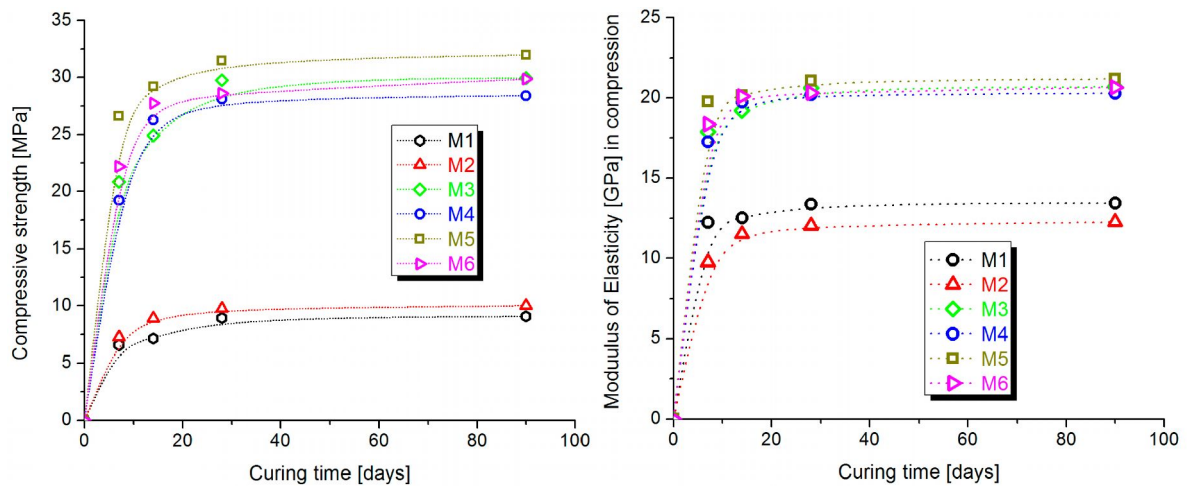 35
30
25
20
15
10
5
0
0 20 40 60 80 100
Compressive strength [MPa]
Curing time [days]
M1
M2
M3
M4
M5
M6
25
20
15
10
5
0
0 20 40 60 80 100
Moduulus of Elasticity [GPa] in compression
Curing time [days]
M1
M2
M3
M4
M5
M6